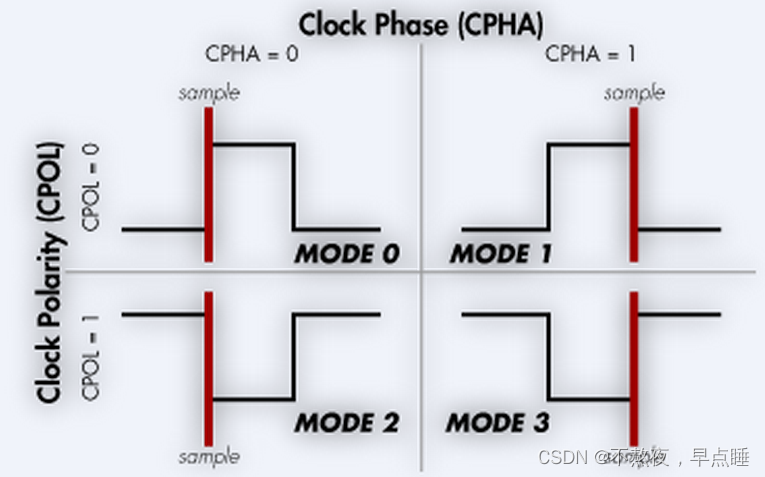 Clock Phase (CPHA)
CPHA = 0
CPHA = 1
sample
sample
Clock Polarity (CPOL)
CPOL = 0
MODE 0
MODE 1
CPOL = 1
MODE 2
MODE 3
sample
sample
CSDN @不熬夜，早点睡